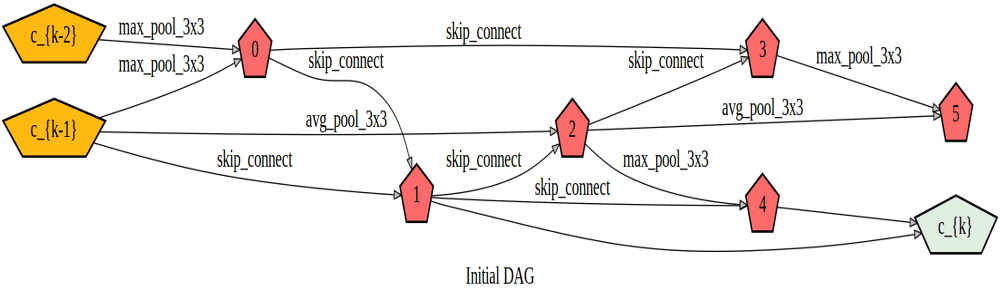 c_{k-2}
max_pool_3x3
0
skip_connect
3
max_pool_3x3
skip_connect
skip_connect
max_pool_3x3
c_{k-1}
avg_pool_3x3
2
avg_pool_3x3
5
skip_connect
skip_connect
max_pool_3x3
1
skip_connect
4
c_{k}
Initial DAG